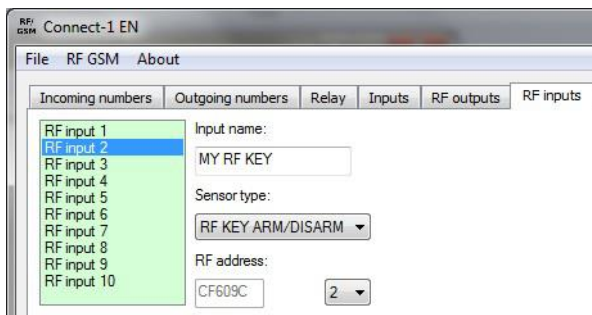 RF/GSM Connect-1 EN
File RF GSM About
Incoming numbers Outgoing numbers Relay Inputs RF outputs RF inputs
RF input 1
RF input 2
RF input 3
RF input 4
RF input 5
RF input 6
RF input 7
RF input 8
RF input 9
RF input 10
Input name:
MY RF KEY
Sensor type:
RF KEY ARM/DISARM
RF address:
CF609C 2